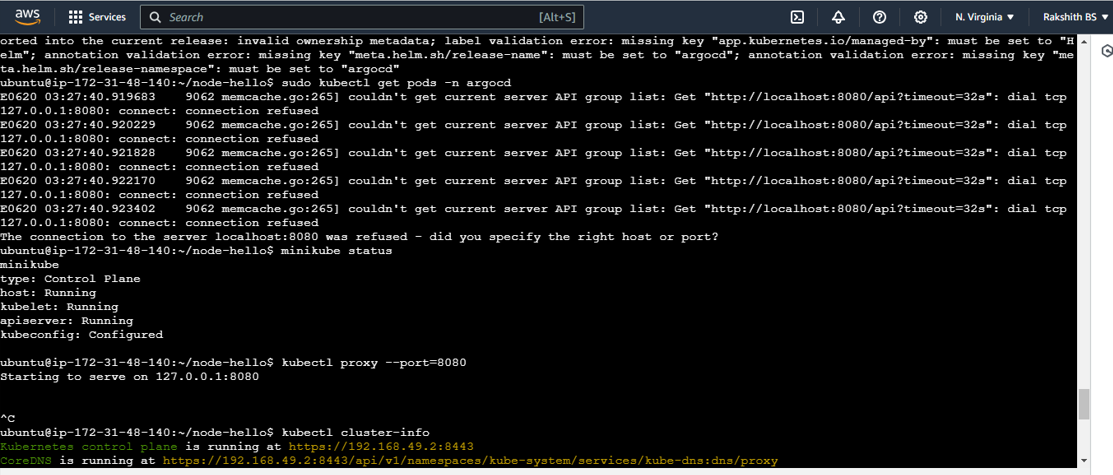 aws Services Search [Alt+S] N. Virginia Rakshith BS
orted into the current release: invalid ownership metadata; label validation error: missing key "app.kubernetes.io/managed-by": must be set to "H
elm"; annotation validation error: missing key "meta.helm.sh/release-name": must be set to "argocd"; annotation validation error: missing key "me
ta.helm.sh/release-namespace": must be set to "argocd"
ubuntu@ip-172-31-48-140:~/node-hello$ sudo kubectl get pods -n argocd
E0620 03:27:40.919683    9062 memcache.go:265] couldn't get current server API group list: Get "http://localhost:8080/api?timeout=32s": dial tcp
127.0.0.1:8080: connect: connection refused
E0620 03:27:40.920229    9062 memcache.go:265] couldn't get current server API group list: Get "http://localhost:8080/api?timeout=32s": dial tcp
127.0.0.1:8080: connect: connection refused
E0620 03:27:40.921828    9062 memcache.go:265] couldn't get current server API group list: Get "http://localhost:8080/api?timeout=32s": dial tcp
127.0.0.1:8080: connect: connection refused
E0620 03:27:40.922170    9062 memcache.go:265] couldn't get current server API group list: Get "http://localhost:8080/api?timeout=32s": dial tcp
127.0.0.1:8080: connect: connection refused
E0620 03:27:40.923402    9062 memcache.go:265] couldn't get current server API group list: Get "http://localhost:8080/api?timeout=32s": dial tcp
127.0.0.1:8080: connect: connection refused
The connection to the server localhost:8080 was refused - did you specify the right host or port?
ubuntu@ip-172-31-48-140:~/node-hello$ minikube status
minikube
type: Control Plane
host: Running
kubelet: Running
apiserver: Running
kubeconfig: Configured
ubuntu@ip-172-31-48-140:~/node-hello$ kubectl proxy --port=8080
Starting to serve on 127.0.0.1:8080
^C
ubuntu@ip-172-31-48-140:~/node-hello$ kubectl cluster-info
Kubernetes control plane is running at https://192.168.49.2:8443
CoreDNS is running at https://192.168.49.2:8443/api/v1/namespaces/kube-system/services/kube-dns:dns/proxy